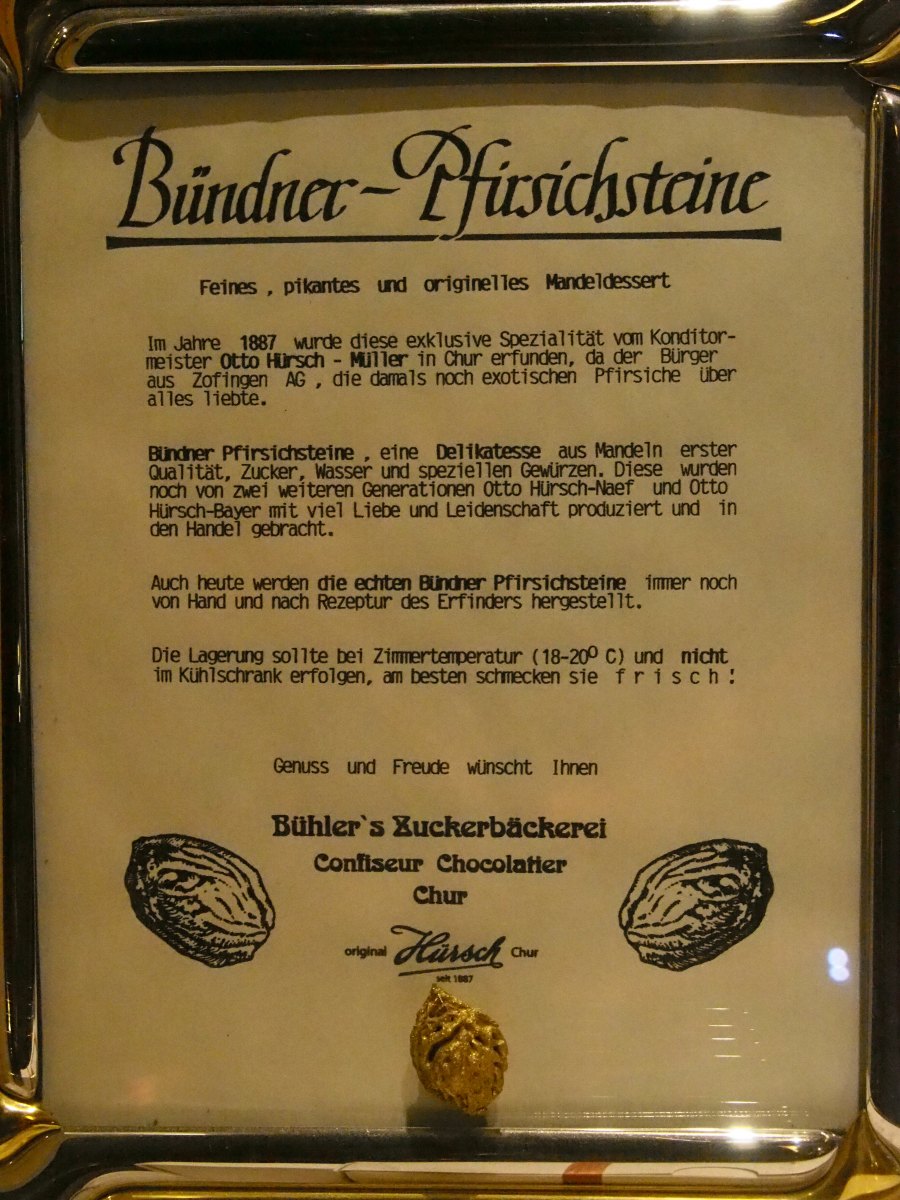 Bündner-Pfirsichsteine
Feines , pikantes und originelles Mandeldessert
Im Jahre 1887 wurde diese exklusive Spezialität vom Konditor-
meister Otto Hürsch - Müller in Chur erfunden, da der Bürger
aus Zofingen AG , die damals noch exotischen Pfirsiche über
alles liebte.
Bündner Pfirsichsteine , eine Delikatesse aus Mandeln erster
Qualität, Zucker, Wasser und speziellen Gewürzen. Diese wurden
noch von zwei weiteren Generationen Otto Hürsch-Naef und Otto
Hürsch-Bayer mit viel Liebe und Leidenschaft produziert und in
den Handel gebracht.
Auch heute werden die echten Bündner Pfirsichsteine immer noch
von Hand und nach Rezeptur des Erfinders hergestellt.
Die Lagerung sollte bei Zimmertemperatur (18-20º C) und nicht
im Kühlschrank erfolgen, am besten schmecken sie f r i s c h !
Genuss und Freude wünscht Ihnen
Bühler`s Zuckerbäckerei
Confiseur Chocolatier
Chur
original Hürsch Chur
seit 1887